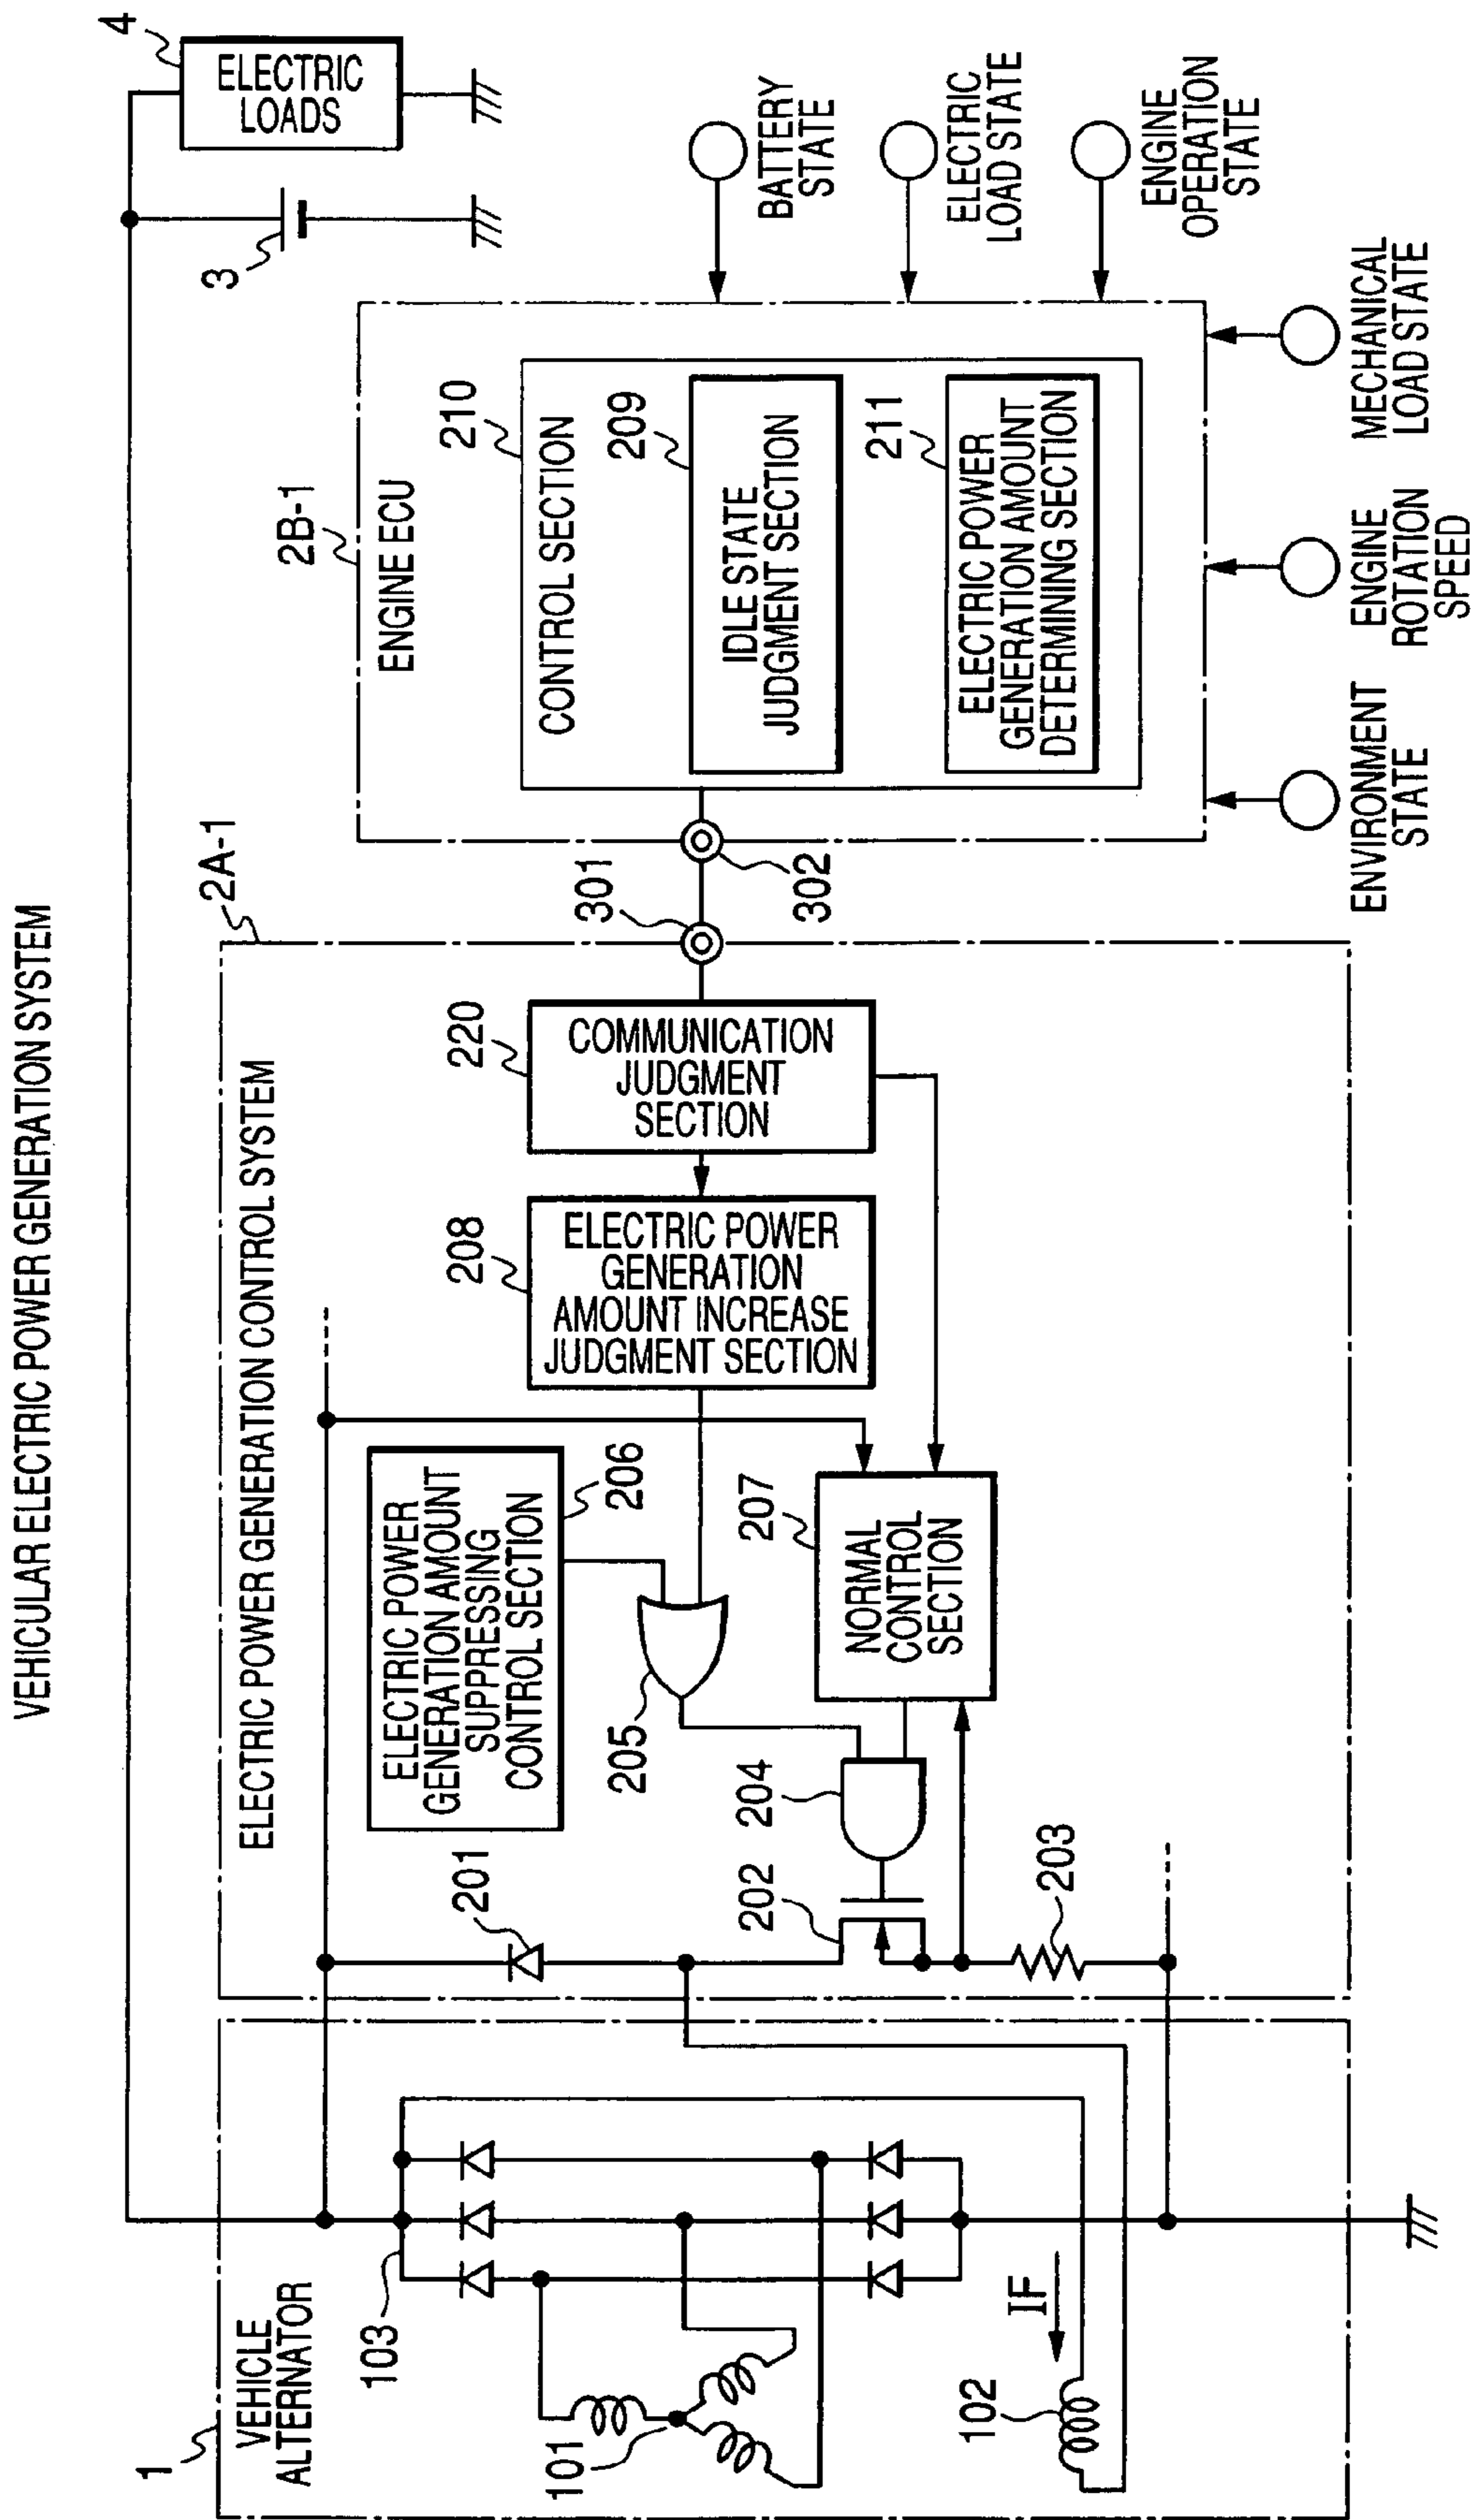 VEHICULAR ELECTRIC POWER GENERATION SYSTEM
1
VEHICLE
ALTERNATOR
101
102
103
IF
2A-1
ELECTRIC POWER GENERATION CONTROL SYSTEM
201
202
203
204
205
ELECTRIC POWER
GENERATION AMOUNT
SUPPRESSING
CONTROL SECTION
206
207
NORMAL
CONTROL
SECTION
208
ELECTRIC POWER
GENERATION
AMOUNT INCREASE
JUDGMENT SECTION
220
COMMUNICATION
JUDGMENT
SECTION
301
302
2B-1
ENGINE ECU
210
CONTROL SECTION
209
IDLE STATE
JUDGMENT SECTION
211
ELECTRIC POWER
GENERATION AMOUNT
DETERMINING SECTION
3
4
ELECTRIC
LOADS
BATTERY
STATE
ELECTRIC
LOAD STATE
ENGINE
OPERATION
STATE
ENVIRONMENT
STATE
ENGINE
ROTATION
SPEED
MECHANICAL
LOAD STATE